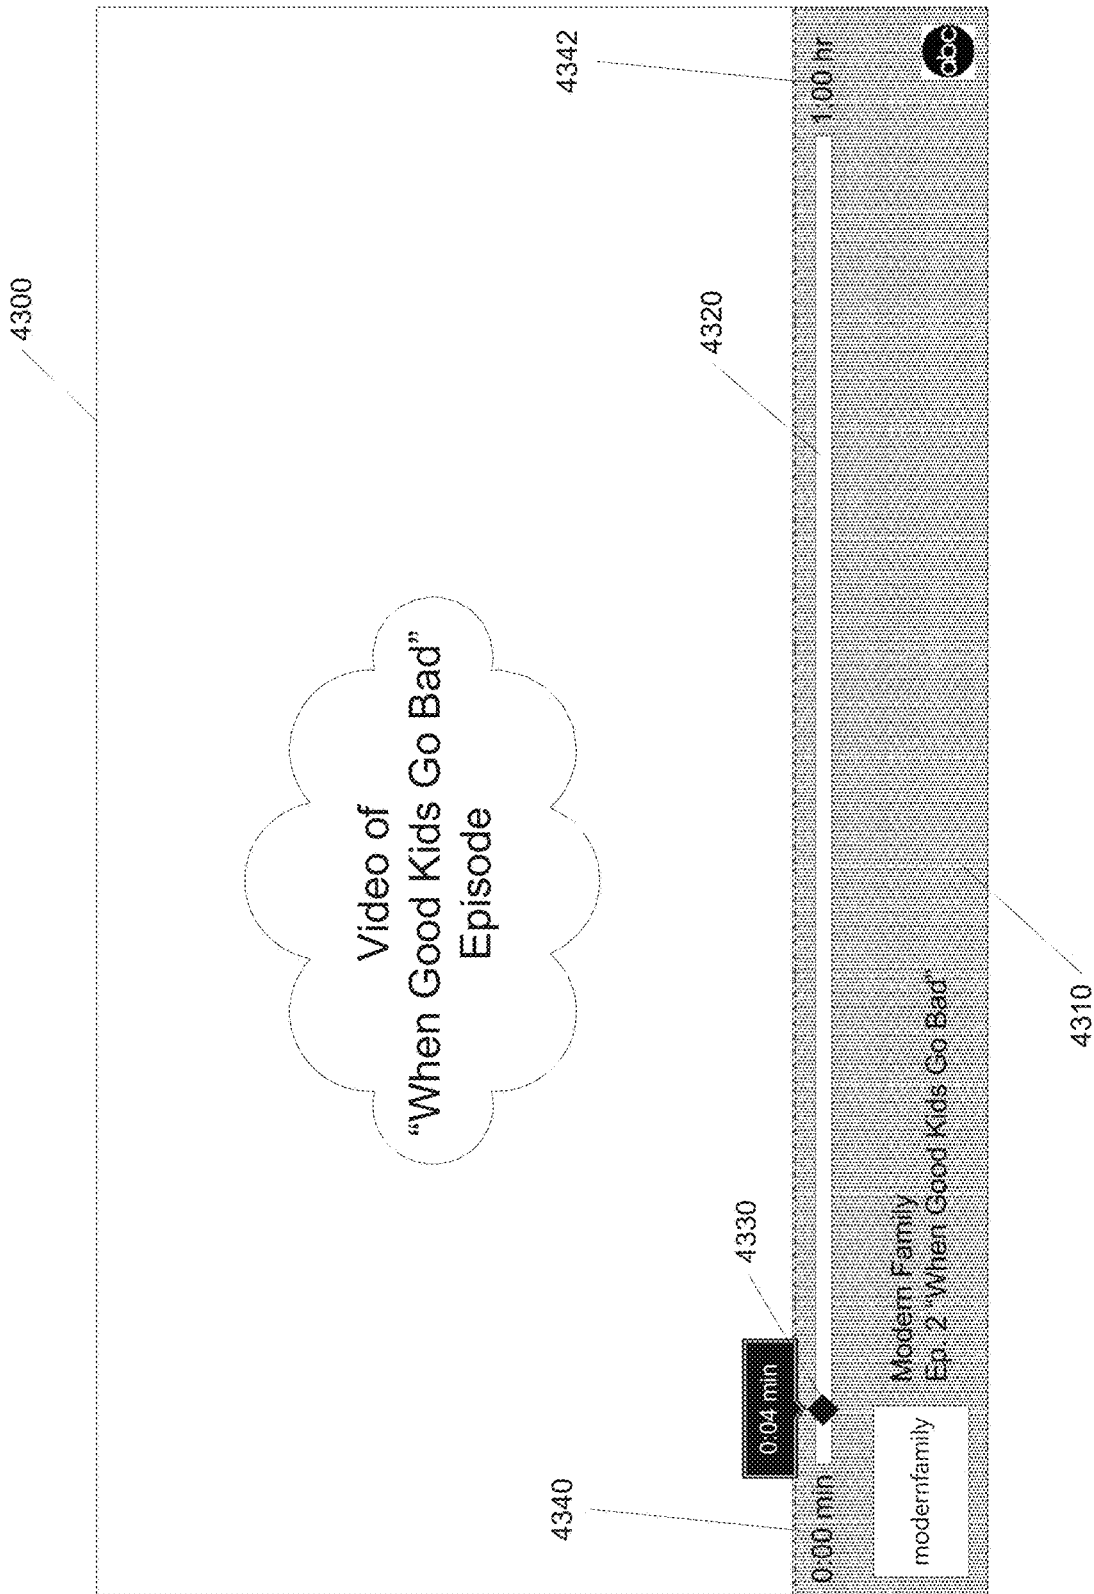 4300
4342
4320
Video of
“When Good Kids Go Bad”
Episode
4330
4340
0:04 min
0:00 min
1:00 hr
modernfamily
Modern Family
Ep. 2 “When Good Kids Go Bad”
abc
4310